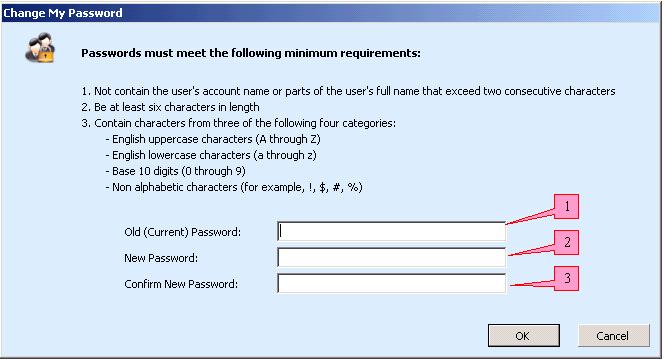 Change My Password
Passwords must meet the following minimum requirements:
1. Not contain the user's account name or parts of the user's full name that exceed two consecutive characters
2. Be at least six characters in length
3. Contain characters from three of the following four categories:
- English uppercase characters (A through Z)
- English lowercase characters (a through z)
- Base 10 digits (0 through 9)
- Non alphabetic characters (for example, !, $, #, %)
1
Old (Current) Password:
2
New Password:
3
Confirm New Password:
OK
Cancel